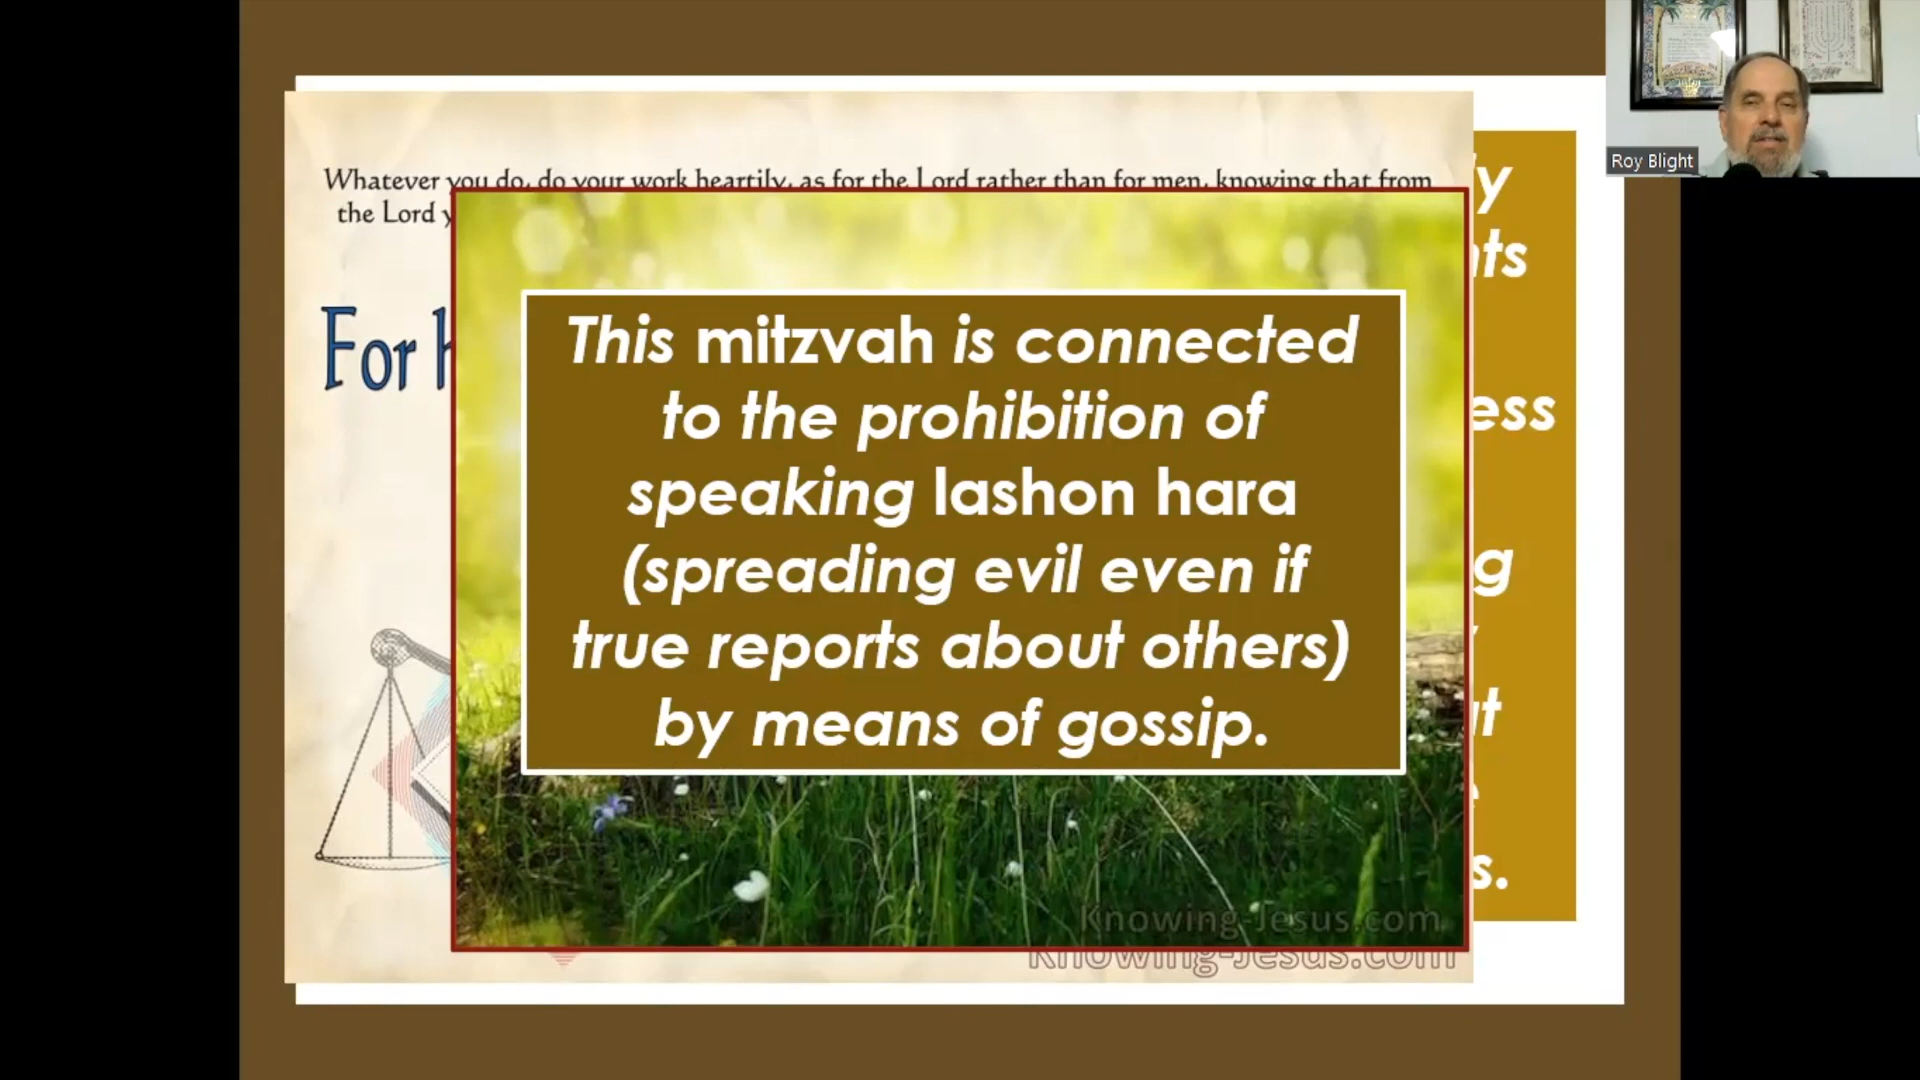 Whatever you do, do your work heartily, as for the Lord rather than for men, knowing that from
the Lord
For
This mitzvah is connected
to the prohibition of
speaking lashon hara
(spreading evil even if
true reports about others)
by means of gossip.
Knowing-Jesus.com
Knowing-Jesus.com
Roy Blight